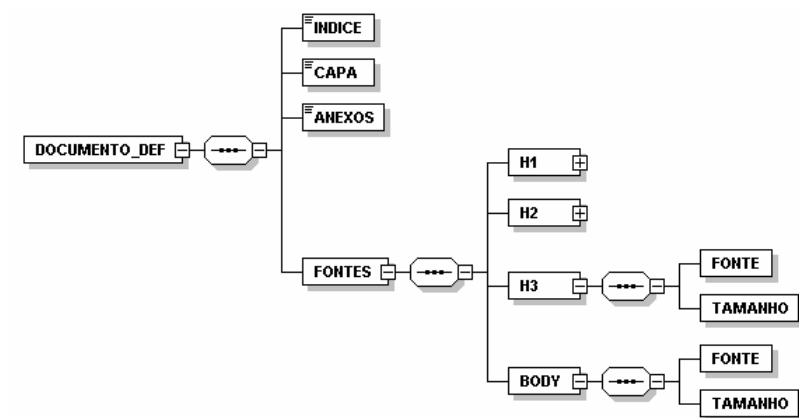 INDICE
CAPA
ANEXOS
DOCUMENTO_DEF
H1
H2
FONTES
H3
FONTE
TAMANHO
BODY
FONTE
TAMANHO